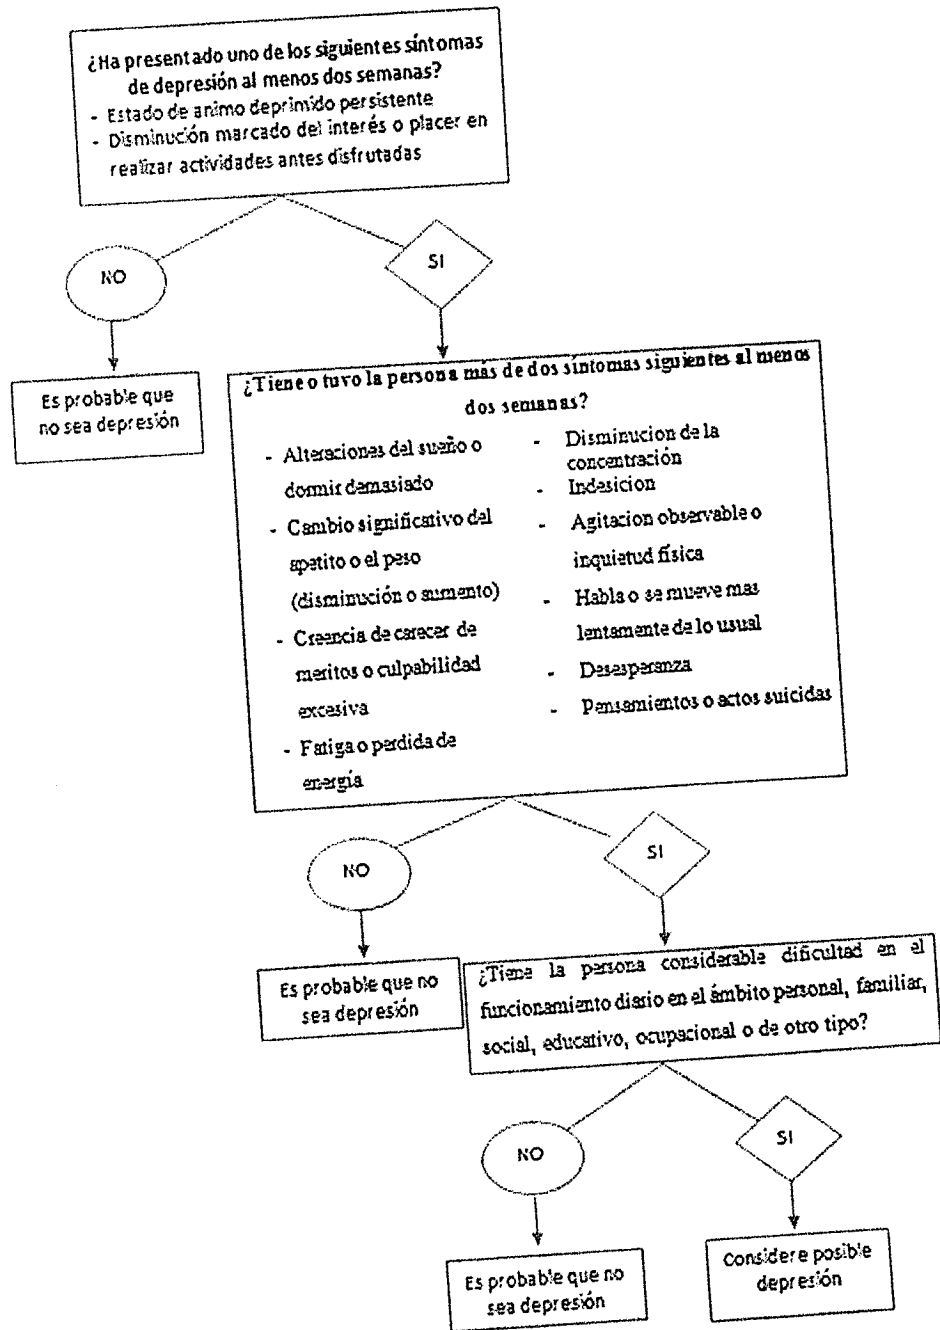 ¿Ha presentado uno de los siguientes síntomas
de depresión al menos dos semanas?
- Estado de animo deprimido persistente
- Disminución marcado del interés o placer en
realizar actividades antes disfrutadas
NO
SI
Es probable que
no sea depresión
¿Tiene o tuvo la persona más de dos síntomas siguientes al menos
dos semanas?
- Alteraciones del sueño o
dormir demasiado
- Cambio significativo del
apetito o el peso
(disminución o aumento)
- Creencia de carecer de
meritos o culpabilidad
excesiva
- Fatiga o perdida de
energía
- Disminucion de la
concentración
- Indesicion
- Agitacion observable o
inquietud física
- Habla o se mueve mas
lentamente de lo usual
- Desesperanza
- Pensamientos o actos suicidas
NO
SI
Es probable que no
sea depresión
¿Tiene la persona considerable dificultad en el
funcionamiento diario en el ámbito personal, familiar,
social, educativo, ocupacional o de otro tipo?
NO
SI
Es probable que no
sea depresión
Considere posible
depresión